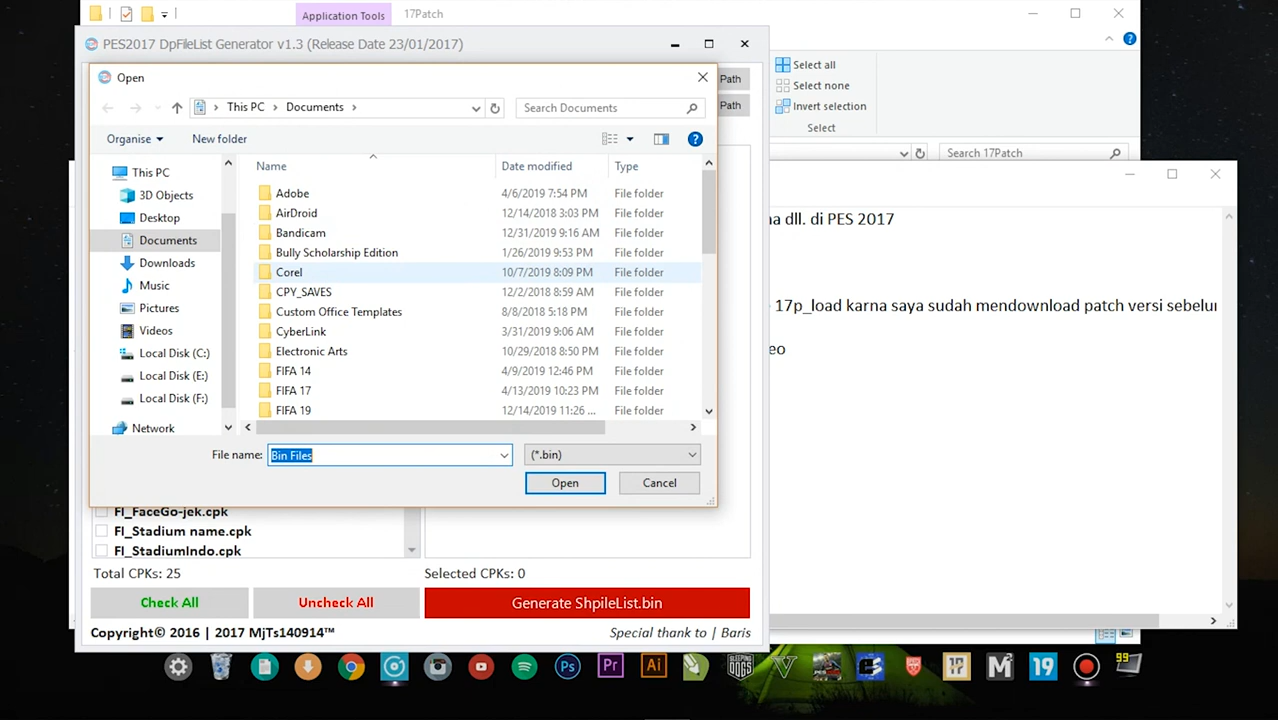 Application Tools
17Patch
PES2017 DpFileList Generator v1.3 (Release Date 23/01/2017)
Select all
Select none
Invert selection
Select
Path
Path
Open
This PC > Documents >
Search Documents
Search 17Patch
Organise
New folder
This PC
3D Objects
Desktop
Documents
Downloads
Music
Pictures
Videos
Local Disk (C:)
Local Disk (E:)
Local Disk (F:)
Network
Name Date modified Type
Adobe 4/6/2019 7:54 PM File folder
AirDroid 12/14/2018 3:03 PM File folder
Bandicam 12/31/2019 9:16 AM File folder
Bully Scholarship Edition 1/26/2019 9:53 PM File folder
Corel 10/7/2019 8:09 PM File folder
CPY_SAVES 12/2/2018 8:59 AM File folder
Custom Office Templates 8/8/2018 5:18 PM File folder
CyberLink 3/31/2019 9:06 AM File folder
Electronic Arts 10/29/2018 8:50 PM File folder
FIFA 14 4/9/2019 12:46 PM File folder
FIFA 17 4/13/2019 10:23 PM File folder
FIFA 19 12/14/2019 11:26 ... File folder
File name: Bin Files
(*.bin)
Open
Cancel
na dll. di PES 2017
17p_load karna saya sudah mendownload patch versi sebelur
eo
FI_FaceGo-jek.cpk
FI_Stadium name.cpk
FI_StadiumIndo.cpk
Total CPKs: 25
Selected CPKs: 0
Check All
Uncheck All
Generate ShpileList.bin
Copyright© 2016 | 2017 MjTs140914™
Special thank to | Baris
Ps
Pr
Ai
SLEEPING DOGS
V
19
99